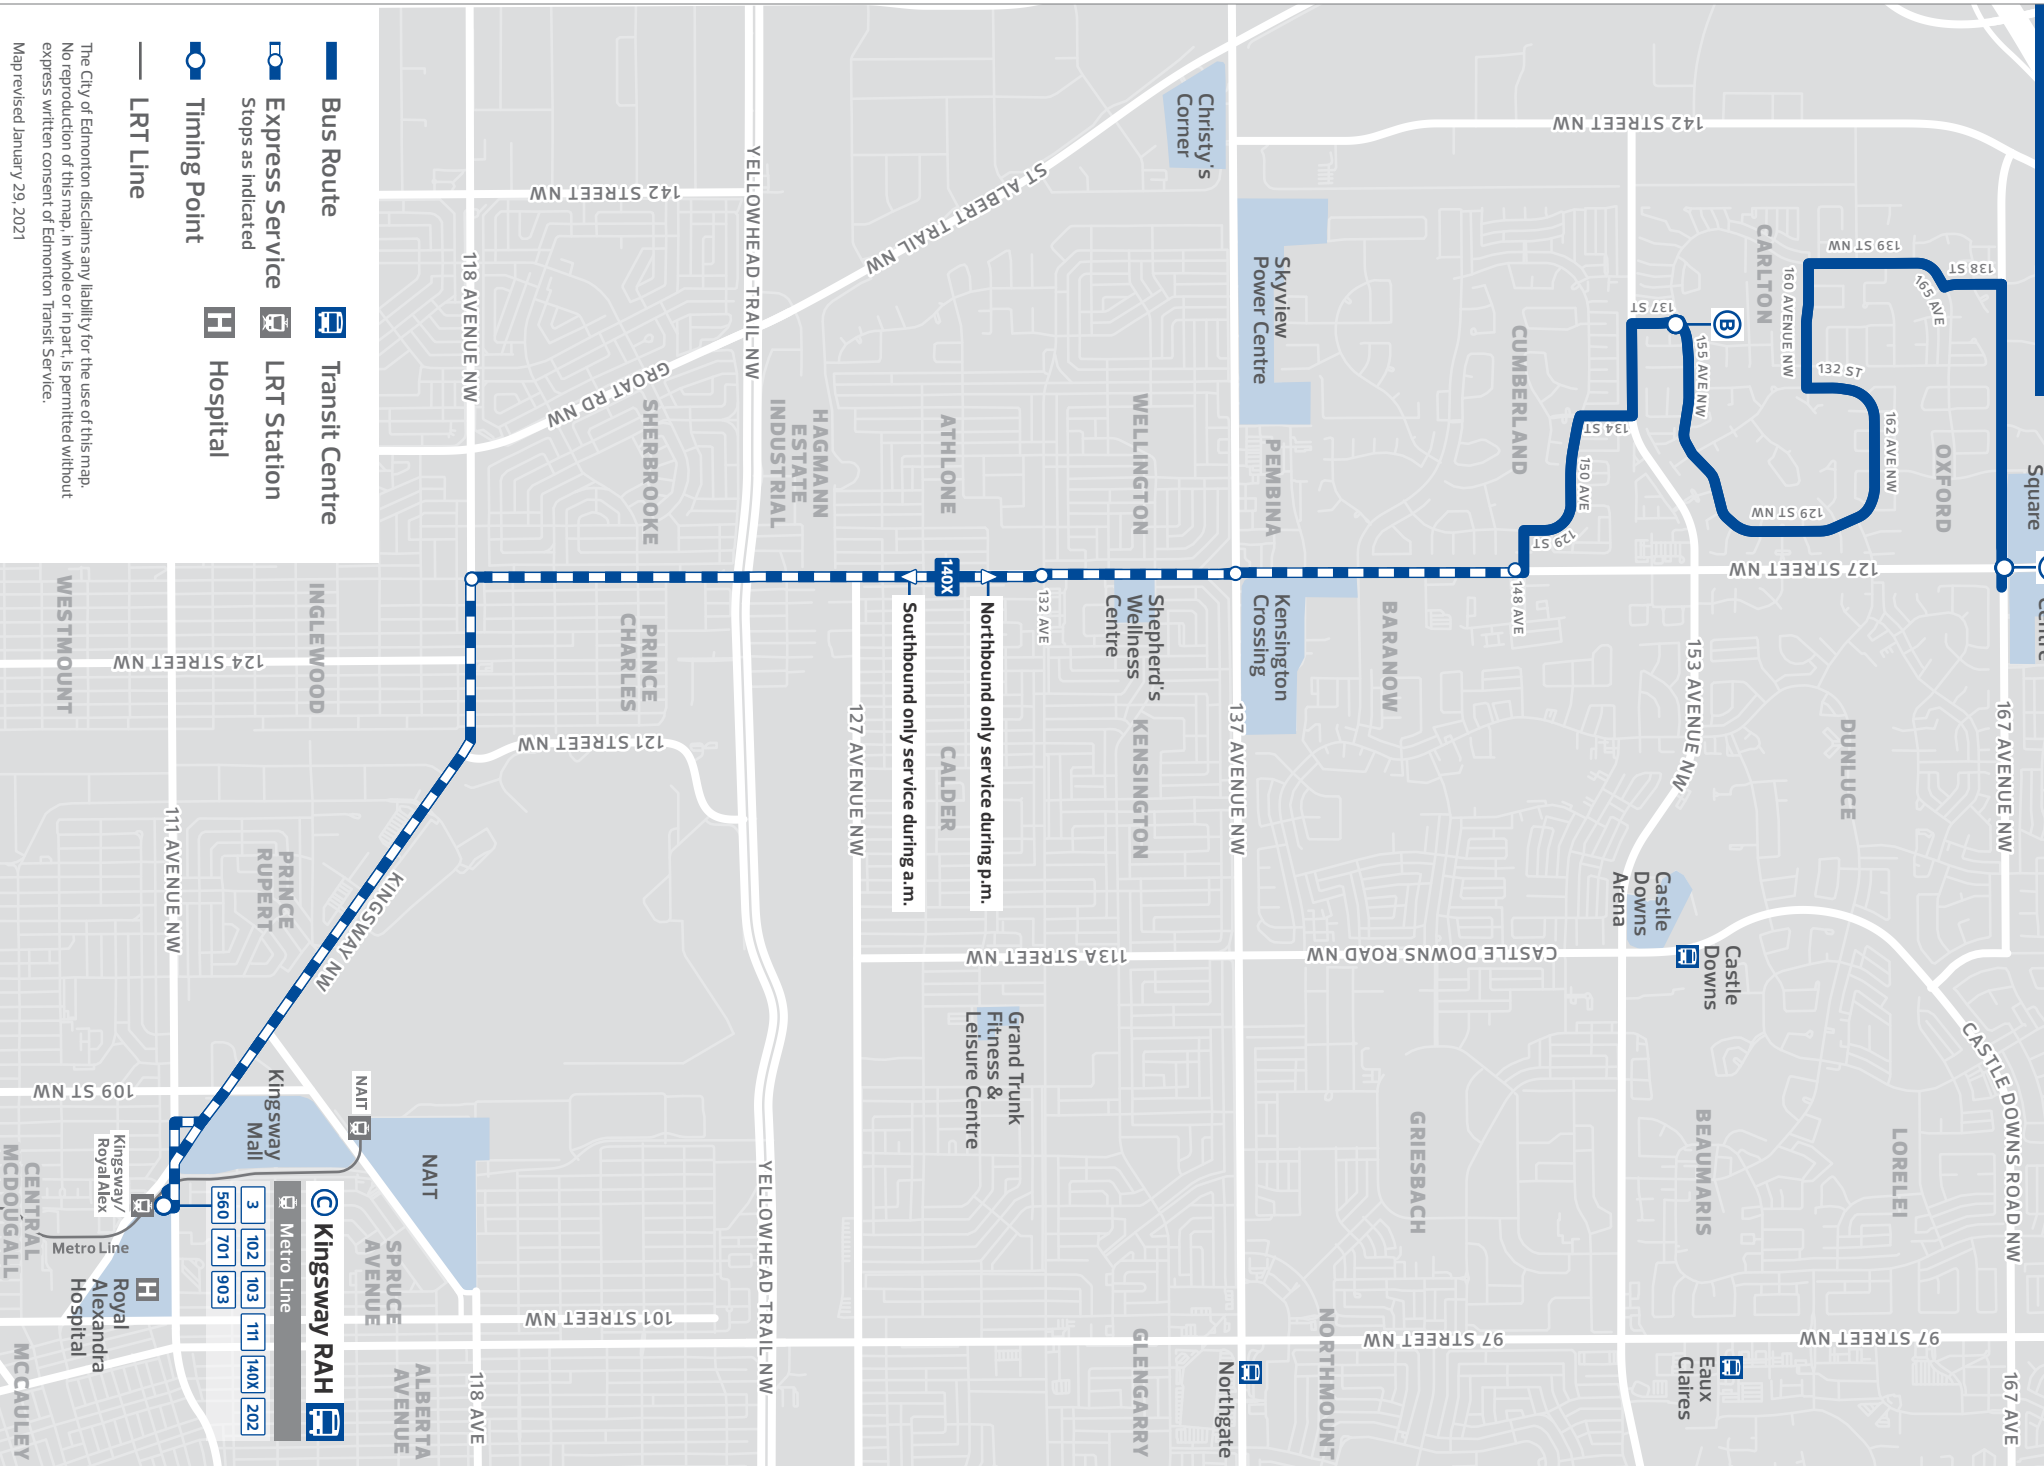 Bus Route
Express Service
Stops as indicated
Timing Point
LRT Line
Transit Centre
LRT Station
Hospital
The City of Edmonton disclaims any liability for the use of this map.
No reproduction of this map, in whole or in part, is permitted without
express written consent of Edmonton Transit Service.
Map revised January 29, 2021
Square
167 AVENUE NW
167 AVE
138 ST
165 AVE
139 ST NW
OXFORD
162 AVE NW
132 ST
160 AVENUE NW
129 ST NW
CARLTON
B
155 AVE NW
137 ST
134 ST
150 AVE
129 ST
148 AVE
142 STREET NW
127 STREET NW
153 AVENUE NW
DUNLUCE
CUMBERLAND
BARANOW
Castle
Downs
Arena
Castle
Downs
CASTLE DOWNS ROAD NW
CASTLE DOWNS ROAD NW
LORELEI
BEAUMARIS
Eaux
Claires
97 STREET NW
97 STREET NW
GRIESBACH
NORTHMOUNT
Northgate
Christy's
Corner
Skyview
Power Centre
PEMBINA
Kensington
Crossing
137 AVENUE NW
WELLINGTON
Shepherd's
Wellness
Centre
KENSINGTON
GLENGARRY
132 AVE
ST ALBERT TRAIL NW
ATHLONE
140X
Northbound only service during p.m.
Southbound only service during a.m.
CALDER
113A STREET NW
Grand Trunk
Fitness &
Leisure Centre
127 AVENUE NW
HAGMANN
ESTATE
INDUSTRIAL
YELLOWHEAD TRAIL NW
YELLOWHEAD TRAIL NW
142 STREET NW
GROAT RD NW
SHERBROOKE
PRINCE
CHARLES
121 STREET NW
118 AVENUE NW
118 AVE
INGLEWOOD
124 STREET NW
WESTMOUNT
111 AVENUE NW
PRINCE
RUPERT
KINGSWAY NW
109 ST NW
Kingsway
Mall
NAIT
NAIT
101 STREET NW
SPRUCE
AVENUE
ALBERTA
AVENUE
C Kingsway RAH
Metro Line
3 102 103 111 140X 202
560 701 903
Kingsway/
Royal Alex
Metro Line
Royal
Alexandra
Hospital
H
H
CENTRAL
MCDOUGALL
MCCAULEY